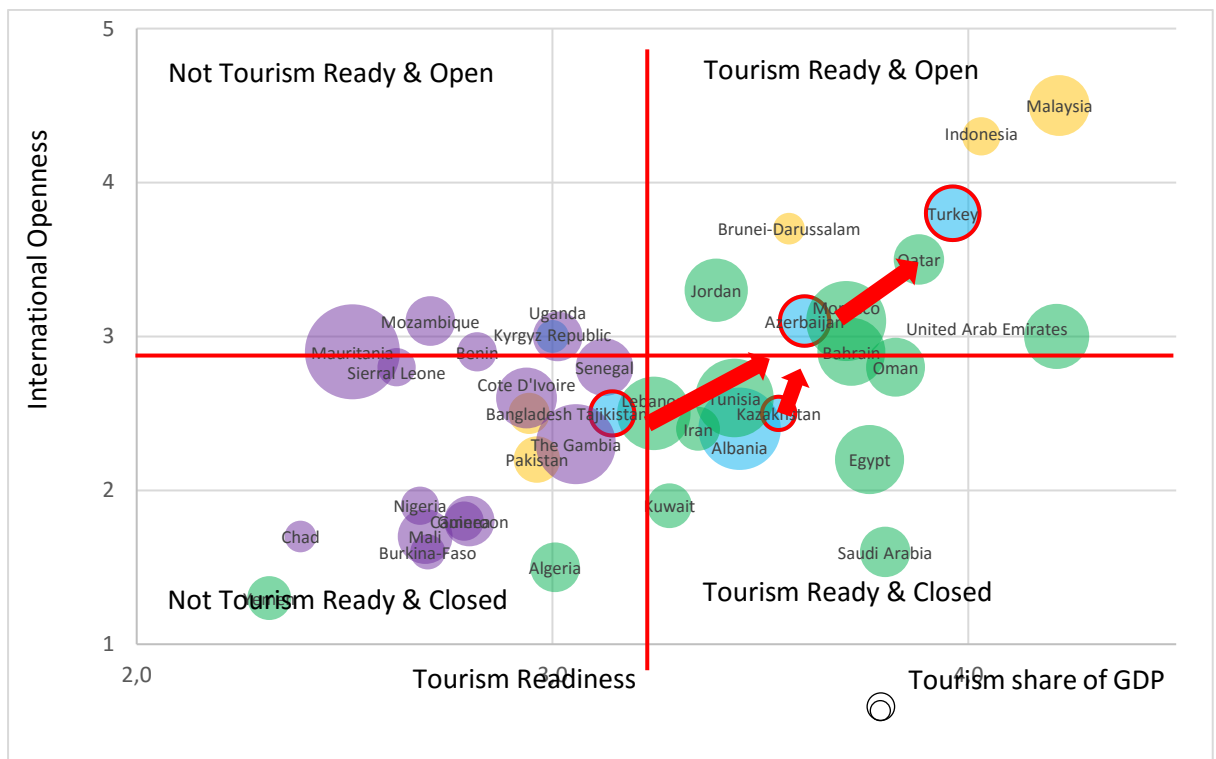 5
Not Tourism Ready & Open
Tourism Ready & Open
Malaysia
Indonesia
International Openness
4
Turkey
Brunei-Darussalam
Qatar
Jordan
Mozambique
Uganda
Morocco
Azerbaijan
Kyrgyz Republic
United Arab Emirates
3
Mauritania
Benin
Bahrain
Sierral Leone
Senegal
Oman
Cote D'Ivoire
Lebanon
Tunisia
Bangladesh
Tajikistan
Kazakhstan
Iran
The Gambia
Albania
Pakistan
Egypt
2
Nigeria
Kuwait
Guinea
Cameroon
Chad
Mali
Burkina-Faso
Saudi Arabia
Algeria
Yemen
Not Tourism Ready & Closed
Tourism Ready & Closed
1
2,0
3,0
4,0
Tourism Readiness
Tourism share of GDP